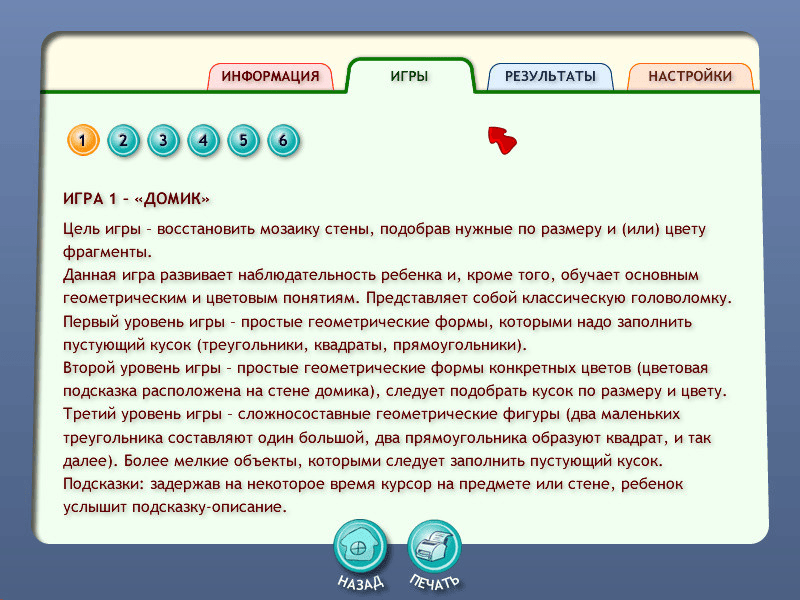 ИНФОРМАЦИЯ
ИГРЫ
РЕЗУЛЬТАТЫ
НАСТРОЙКИ
1 2 3 4 5 6
ИГРА 1 – «ДОМИК»
Цель игры – восстановить мозаику стены, подобрав нужные по размеру и (или) цвету
фрагменты.
Данная игра развивает наблюдательность ребенка и, кроме того, обучает основным
геометрическим и цветовым понятиям. Представляет собой классическую головоломку.
Первый уровень игры – простые геометрические формы, которыми надо заполнить
пустующий кусок (треугольники, квадраты, прямоугольники).
Второй уровень игры – простые геометрические формы конкретных цветов (цветовая
подсказка расположена на стене домика), следует подобрать кусок по размеру и цвету.
Третий уровень игры – сложносоставные геометрические фигуры (два маленьких
треугольника составляют один большой, два прямоугольника образуют квадрат, и так
далее). Более мелкие объекты, которыми следует заполнить пустующий кусок.
Подсказки: задержав на некоторое время курсор на предмете или стене, ребенок
услышит подсказку-описание.
НАЗАД
ПЕЧАТЬ